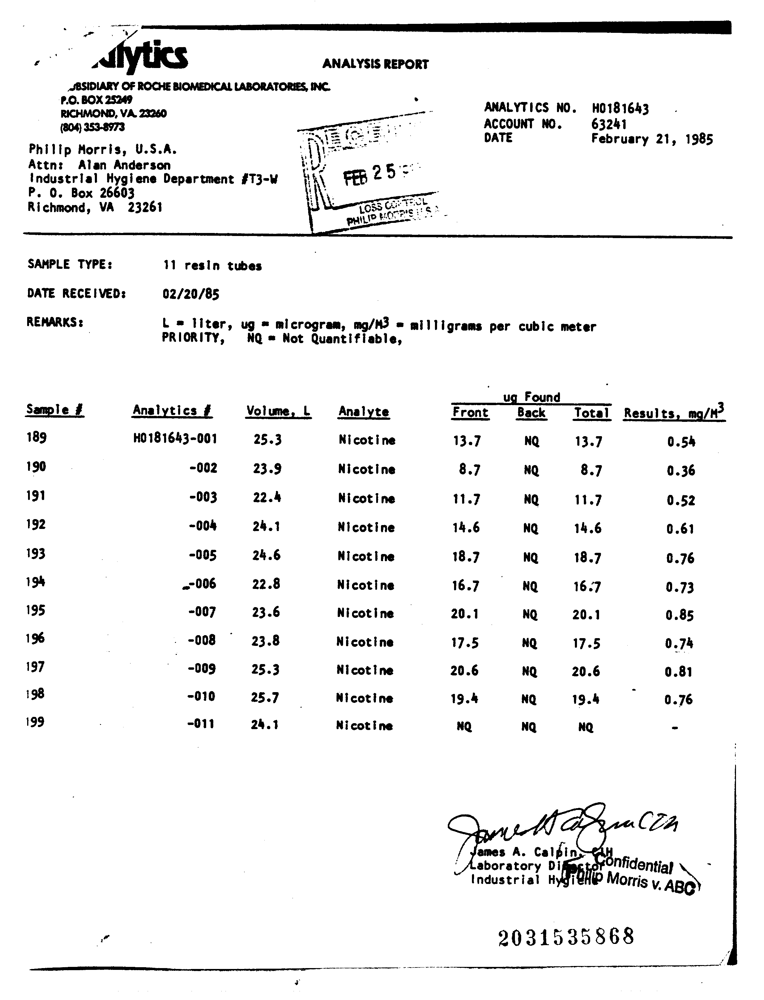 ANALYSIS REPORT
OF ROCHE BIOMEDICAL LABORATORIES, INC.
P.O. BOX 25249
RICHMOND, VA. 23260
(804) 353-8973
ANALYTICS NO. H0181643
ACCOUNT NO. 63241
DATE February 21, 1985
Philip Morris, U.S.A.
Attn: Alan Anderson
Industrial Hygiene Department #T3-W
P. O. Box 26603
Richmond, VA 23261
FEB 25
LOSS CONTROL
PHILIP MORRIS U.S.A.
SAMPLE TYPE: 11 resin tubes
DATE RECEIVED: 02/20/85
REMARKS: L = liter, ug = microgram, mg/M3 = milligrams per cubic meter
PRIORITY, NQ = Not Quantifiable,
ug Found
Sample # Analytics # Volume, L Analyte Front Back Total Results, mg/M3
189 H0181643-001 25.3 Nicotine 13.7 NQ 13.7 0.54
190 -002 23.9 Nicotine 8.7 NQ 8.7 0.36
191 -003 22.4 Nicotine 11.7 NQ 11.7 0.52
192 -004 24.1 Nicotine 14.6 NQ 14.6 0.61
193 -005 24.6 Nicotine 18.7 NQ 18.7 0.76
194 -006 22.8 Nicotine 16.7 NQ 16.7 0.73
195 -007 23.6 Nicotine 20.1 NQ 20.1 0.85
196 -008 23.8 Nicotine 17.5 NQ 17.5 0.74
197 -009 25.3 Nicotine 20.6 NQ 20.6 0.81
198 -010 25.7 Nicotine 19.4 NQ 19.4 0.76
199 -011 24.1 Nicotine NQ NQ NQ -
James A. Calpin, CIH
Laboratory Director
Industrial Hygiene
Confidential
Philip Morris v. ABC
2031535868